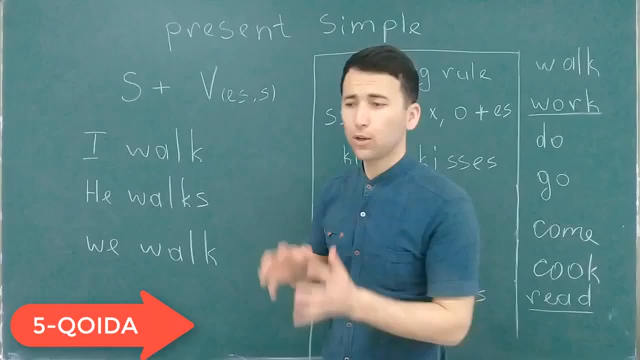 present simple
S + V(es, s)
I walk
He walks
we walk
g rule
x, o + es
kisses
s
walk
work
do
go
come
cook
read
5-QOIDA